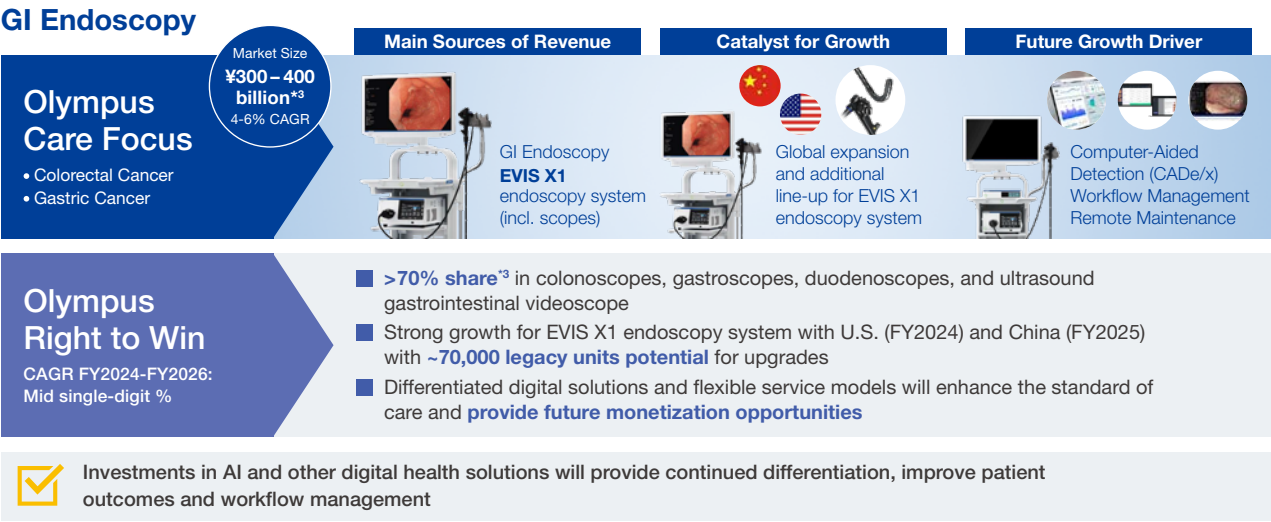 GI Endoscopy
Market Size
¥300–400
billion*3
4-6% CAGR
Olympus
Care Focus
• Colorectal Cancer
• Gastric Cancer
Main Sources of Revenue
GI Endoscopy
EVIS X1
endoscopy system
(incl. scopes)
Catalyst for Growth
Global expansion
and additional
line-up for EVIS X1
endoscopy system
Future Growth Driver
Computer-Aided
Detection (CADe/x)
Workflow Management
Remote Maintenance
Olympus
Right to Win
CAGR FY2024-FY2026:
Mid single-digit %
>70% share*3 in colonoscopes, gastroscopes, duodenoscopes, and ultrasound
gastrointestinal videoscope
Strong growth for EVIS X1 endoscopy system with U.S. (FY2024) and China (FY2025)
with ~70,000 legacy units potential for upgrades
Differentiated digital solutions and flexible service models will enhance the standard of
care and provide future monetization opportunities
Investments in AI and other digital health solutions will provide continued differentiation, improve patient
outcomes and workflow management